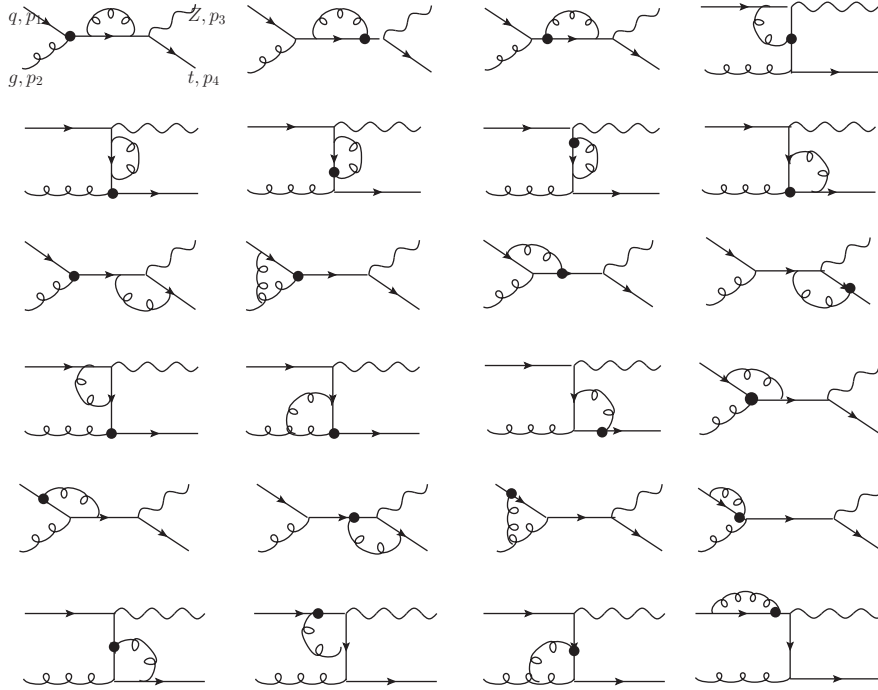 q, p₁
Z, p₃
t
g, p₂
t, p₄